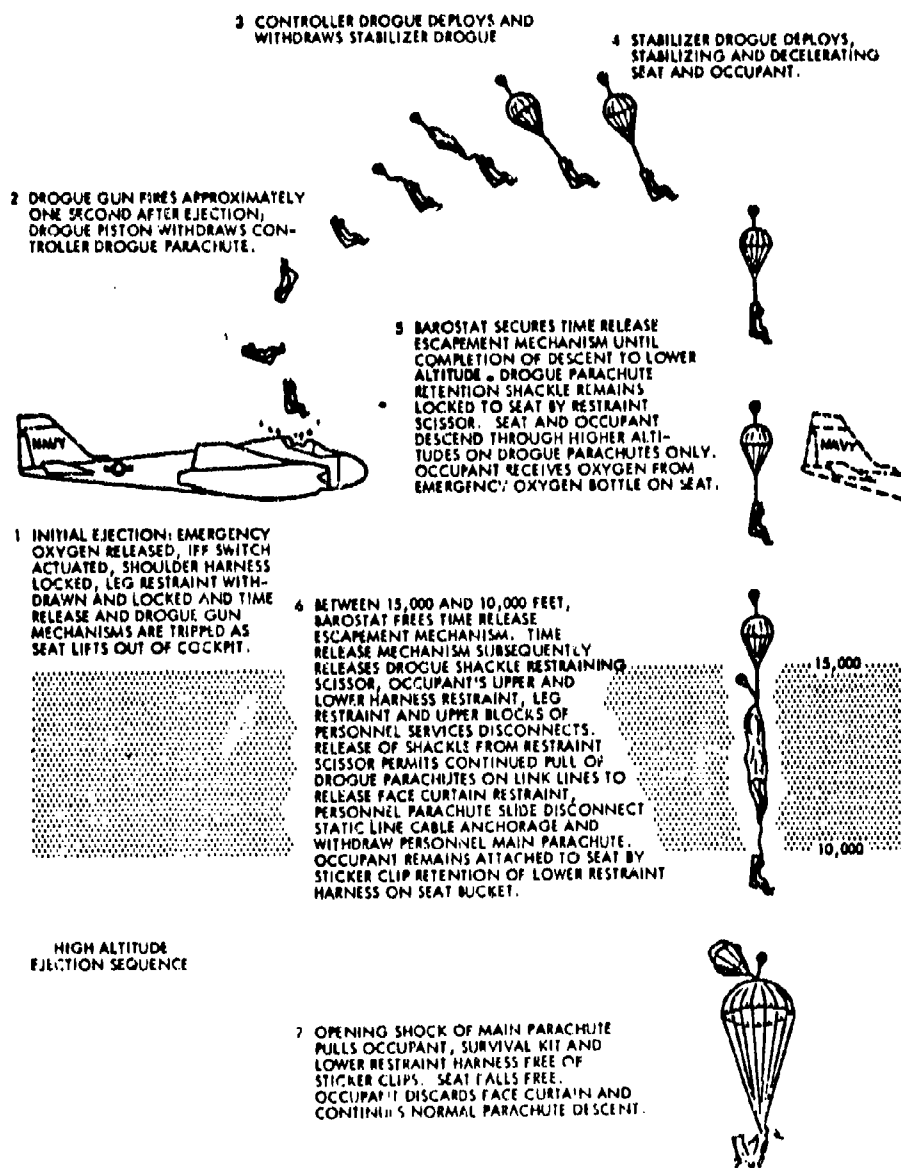 3 CONTROLLER DROGUE DEPLOYS AND
WITHDRAWS STABILIZER DROGUE
4 STABILIZER DROGUE DEPLOYS,
STABILIZING AND DECELERATING
SEAT AND OCCUPANT.
2 DROGUE GUN FIRES APPROXIMATELY
ONE SECOND AFTER EJECTION;
DROGUE PISTON WITHDRAWS CON-
TROLLER DROGUE PARACHUTE.
5 BAROSTAT SECURES TIME RELEASE
ESCAPEMENT MECHANISM UNTIL
COMPLETION OF DESCENT TO LOWER
ALTITUDE. DROGUE PARACHUTE
RETENTION SHACKLE REMAINS
LOCKED TO SEAT BY RESTRAINT
SCISSOR. SEAT AND OCCUPANT
DESCEND THROUGH HIGHER ALTI-
TUDES ON DROGUE PARACHUTES ONLY.
OCCUPANT RECEIVES OXYGEN FROM
EMERGENCY OXYGEN BOTTLE ON SEAT.
NAVY
NAVY
1 INITIAL EJECTION: EMERGENCY
OXYGEN RELEASED, IFF SWITCH
ACTUATED, SHOULDER HARNESS
LOCKED, LEG RESTRAINT WITH-
DRAWN AND LOCKED AND TIME
RELEASE AND DROGUE GUN
MECHANISMS ARE TRIPPED AS
SEAT LIFTS OUT OF COCKPIT.
6 BETWEEN 15,000 AND 10,000 FEET,
BAROSTAT FREES TIME RELEASE
ESCAPEMENT MECHANISM. TIME
RELEASE MECHANISM SUBSEQUENTLY
RELEASES DROGUE SHACKLE RESTRAINING
SCISSOR, OCCUPANT'S UPPER AND
LOWER HARNESS RESTRAINT, LEG
RESTRAINT AND UPPER BLOCKS OF
PERSONNEL SERVICES DISCONNECTS.
RELEASE OF SHACKLE FROM RESTRAINT
SCISSOR PERMITS CONTINUED PULL OF
DROGUE PARACHUTES ON LINK LINES TO
RELEASE FACE CURTAIN RESTRAINT,
PERSONNEL PARACHUTE SLIDE DISCONNECT
STATIC LINE CABLE ANCHORAGE AND
WITHDRAW PERSONNEL MAIN PARACHUTE.
OCCUPANT REMAINS ATTACHED TO SEAT BY
STICKER CLIP RETENTION OF LOWER RESTRAINT
HARNESS ON SEAT BUCKET.
15,000
10,000
HIGH ALTITUDE
EJECTION SEQUENCE
7 OPENING SHOCK OF MAIN PARACHUTE
PULLS OCCUPANT, SURVIVAL KIT AND
LOWER RESTRAINT HARNESS FREE OF
STICKER CLIPS. SEAT FALLS FREE.
OCCUPANT DISCARDS FACE CURTAIN AND
CONTINUES NORMAL PARACHUTE DESCENT.